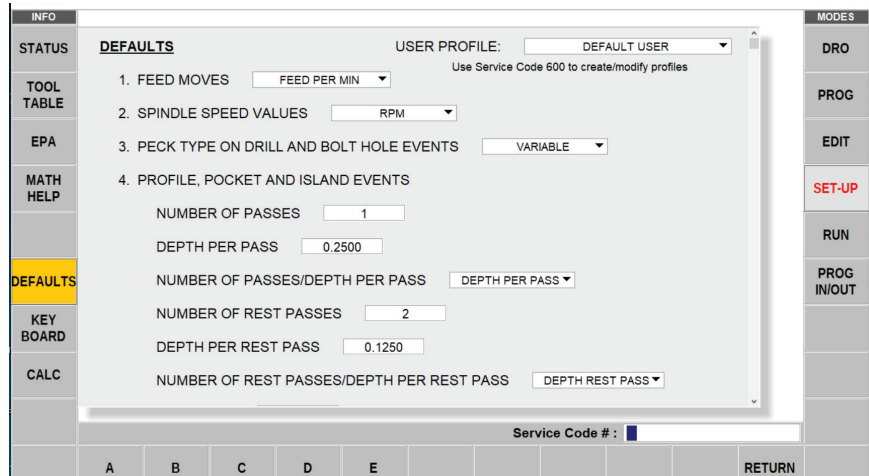 INFO
MODES
STATUS
TOOL
TABLE
EPA
MATH
HELP
DEFAULTS
KEY
BOARD
CALC
DEFAULTS
USER PROFILE:
DEFAULT USER
Use Service Code 600 to create/modify profiles
1. FEED MOVES
FEED PER MIN
2. SPINDLE SPEED VALUES
RPM
3. PECK TYPE ON DRILL AND BOLT HOLE EVENTS
VARIABLE
4. PROFILE, POCKET AND ISLAND EVENTS
NUMBER OF PASSES
1
DEPTH PER PASS
0.2500
NUMBER OF PASSES/DEPTH PER PASS
DEPTH PER PASS
NUMBER OF REST PASSES
2
DEPTH PER REST PASS
0.1250
NUMBER OF REST PASSES/DEPTH PER REST PASS
DEPTH REST PASS
Service Code # :
DRO
PROG
EDIT
SET-UP
RUN
PROG
IN/OUT
A
B
C
D
E
RETURN